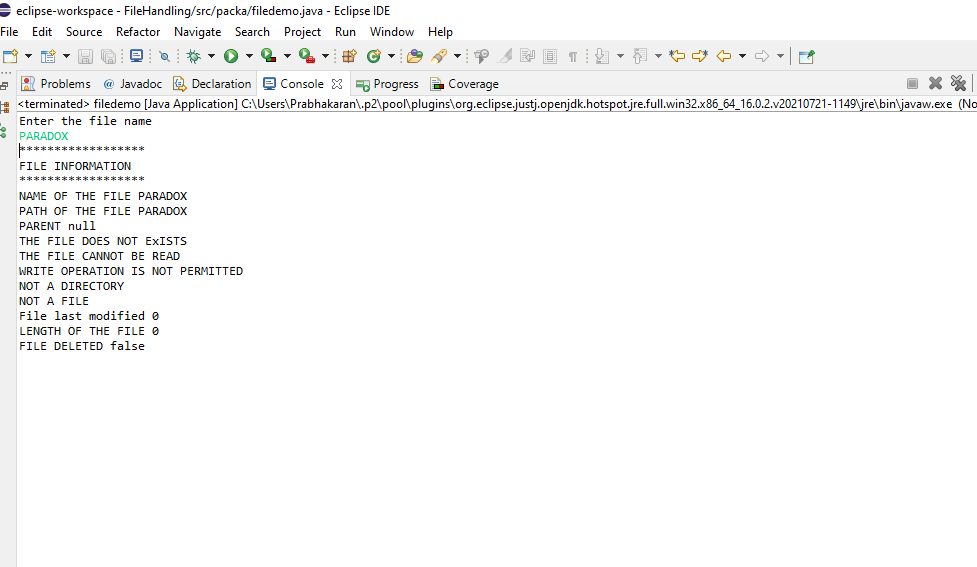 eclipse-workspace - FileHandling/src/packa/filedemo.java - Eclipse IDE
File Edit Source Refactor Navigate Search Project Run Window Help
Problems @ Javadoc Declaration Console Progress Coverage
<terminated> filedemo [Java Application] C:\Users\Prabhakaran\.p2\pool\plugins\org.eclipse.justj.openjdk.hotspot.jre.full.win32.x86_64_16.0.2.v20210721-1149\jre\bin\javaw.exe (No
Enter the file name
PARADOX
******************
FILE INFORMATION
******************
NAME OF THE FILE PARADOX
PATH OF THE FILE PARADOX
PARENT null
THE FILE DOES NOT ExISTS
THE FILE CANNOT BE READ
WRITE OPERATION IS NOT PERMITTED
NOT A DIRECTORY
NOT A FILE
File last modified 0
LENGTH OF THE FILE 0
FILE DELETED false